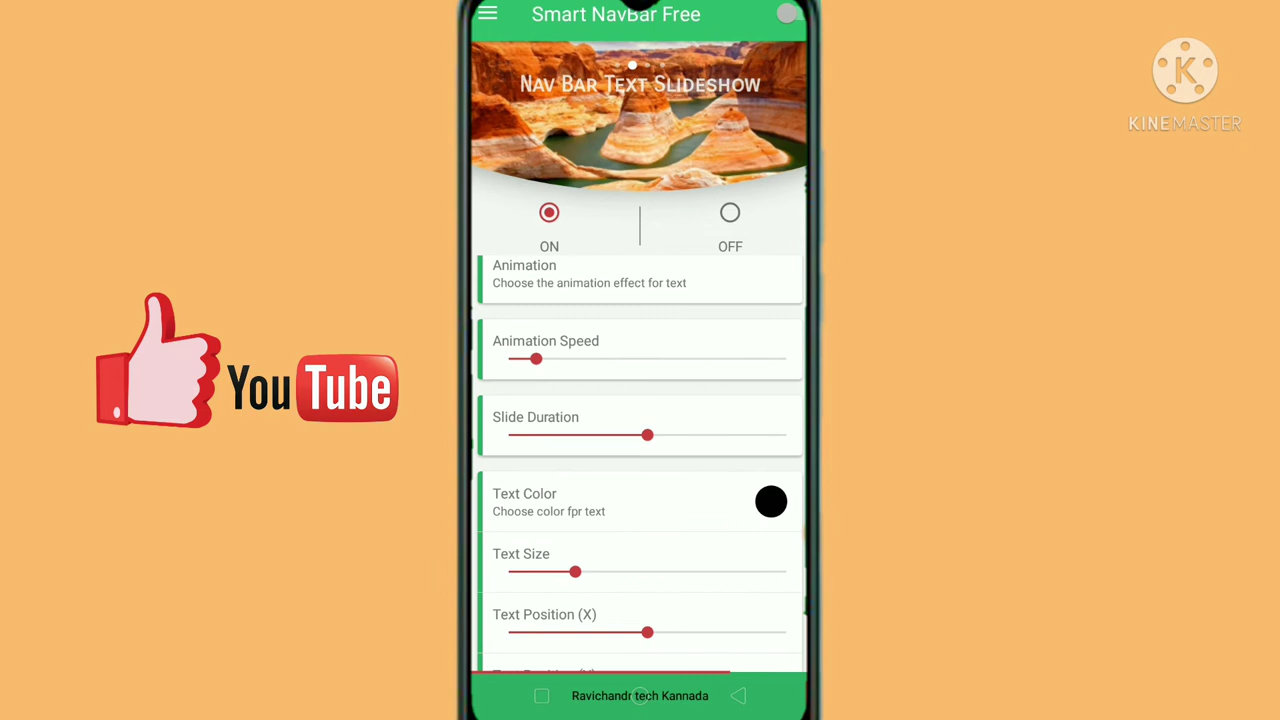 Smart NavBar Free
Nav Bar Text Slideshow
K
KINEMASTER
ON
OFF
Animation
Choose the animation effect for text
Animation Speed
YouTube
Slide Duration
Text Color
Choose color fpr text
Text Size
Text Position (X)
Ravichandr tech Kannada